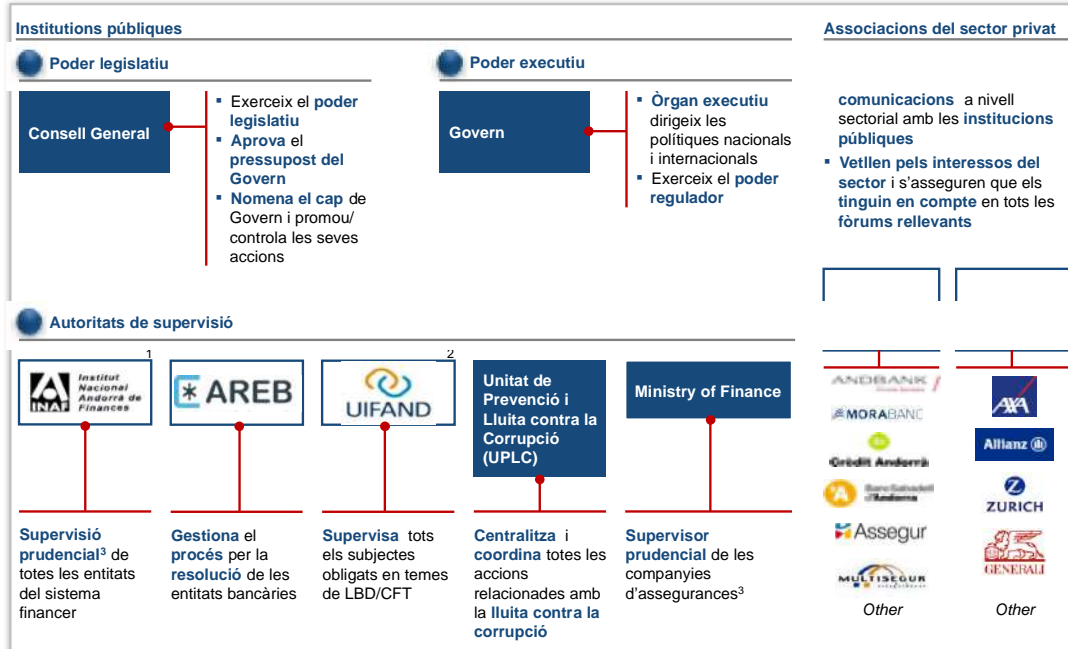 Institutions públiques
Poder legislatiu
Consell General
▪ Exerceix el poder
legislatiu
▪ Aprova el
pressupost del
Govern
▪ Nomena el cap de
Govern i promou/
controla les seves
accions
Poder executiu
Govern
▪ Òrgan executiu
dirigeix les
polítiques nacionals
i internacionals
▪ Exerceix el poder
regulador
Associacions del sector privat
comunicacions a nivell
sectorial amb les institucions
públiques
▪ Vetllen pels interessos del
sector i s’asseguren que els
tinguin en compte en tots les
fòrums rellevants
Autoritats de supervisió
1
INAF
Institut
Nacional
Andorrà de
Finances
Supervisió
prudencial³ de
totes les entitats
del sistema
financer
AREB
Gestiona el
procés per la
resolució de les
entitats bancàries
2
UIFAND
Supervisa tots
els subjectes
obligats en temes
de LBD/CFT
Unitat de
Prevenció i
Lluita contra la
Corrupció
(UPLC)
Centralitza i
coordina totes les
accions
relacionades amb
la lluita contra la
corrupció
Ministry of Finance
Supervisor
prudencial de les
companyies
d’assegurances³
ANDBANK
MORABANC
Crèdit Andorrà
BancSabadell
d'Andorra
Assegur
MULTISEGUR
Other
AXA
Allianz
ZURICH
GENERALI
Other